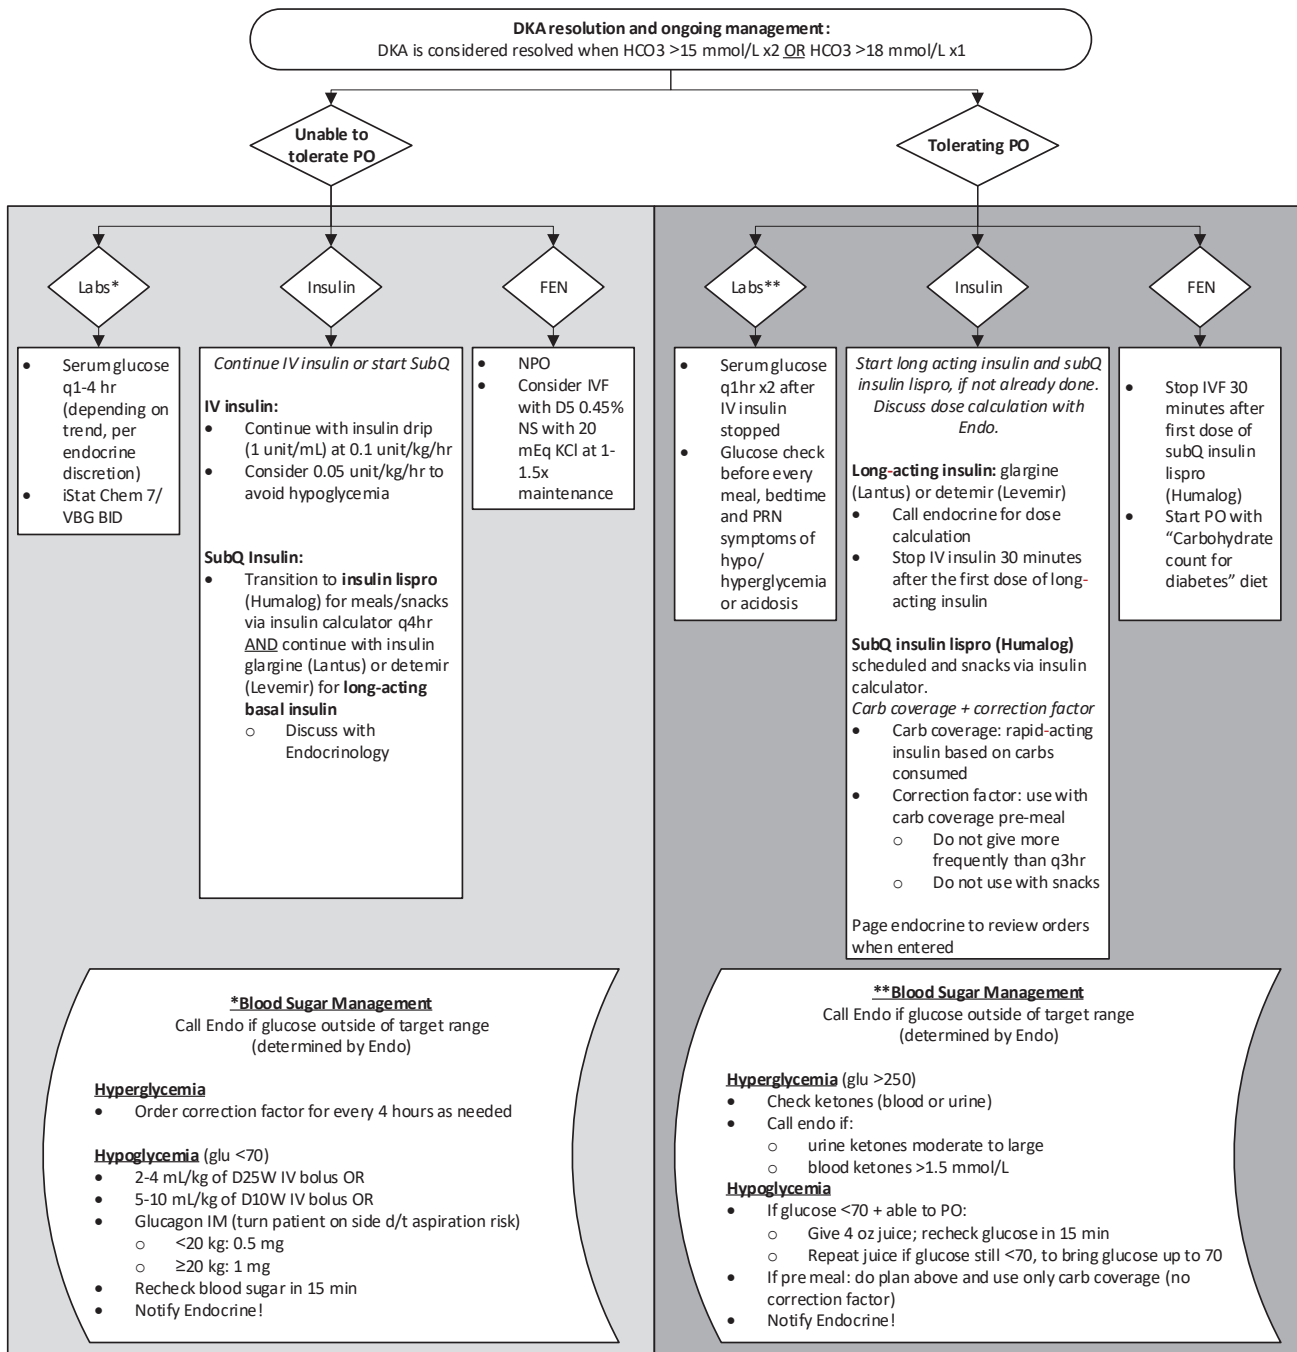 DKA resolution and ongoing management:
DKA is considered resolved when HCO3 >15 mmol/L x2 OR HCO3 >18 mmol/L x1
Unable to
tolerate PO
Tolerating PO
Labs*
Insulin
FEN
Labs**
Insulin
FEN
• Serum glucose
q1-4 hr
(depending on
trend, per
endocrine
discretion)
• iStat Chem 7/
VBG BID
Continue IV insulin or start SubQ
IV insulin:
• Continue with insulin drip
(1 unit/mL) at 0.1 unit/kg/hr
• Consider 0.05 unit/kg/hr to
avoid hypoglycemia
SubQ Insulin:
• Transition to insulin lispro
(Humalog) for meals/snacks
via insulin calculator q4hr
AND continue with insulin
glargine (Lantus) or detemir
(Levemir) for long-acting
basal insulin
o Discuss with
Endocrinology
• NPO
• Consider IVF
with D5 0.45%
NS with 20
mEq KCl at 1-
1.5x
maintenance
• Serum glucose
q1hr x2 after
IV insulin
stopped
• Glucose check
before every
meal, bedtime
and PRN
symptoms of
hypo/
hyperglycemia
or acidosis
Start long acting insulin and subQ
insulin lispro, if not already done.
Discuss dose calculation with
Endo.
Long-acting insulin: glargine
(Lantus) or detemir (Levemir)
• Call endocrine for dose
calculation
• Stop IV insulin 30 minutes
after the first dose of long-
acting insulin
SubQ insulin lispro (Humalog)
scheduled and snacks via insulin
calculator.
Carb coverage + correction factor
• Carb coverage: rapid-acting
insulin based on carbs
consumed
• Correction factor: use with
carb coverage pre-meal
o Do not give more
frequently than q3hr
o Do not use with snacks
Page endocrine to review orders
when entered
• Stop IVF 30
minutes after
first dose of
subQ insulin
lispro
(Humalog)
• Start PO with
“Carbohydrate
count for
diabetes” diet
*Blood Sugar Management
Call Endo if glucose outside of target range
(determined by Endo)
Hyperglycemia
• Order correction factor for every 4 hours as needed
Hypoglycemia (glu <70)
• 2-4 mL/kg of D25W IV bolus OR
• 5-10 mL/kg of D10W IV bolus OR
• Glucagon IM (turn patient on side d/t aspiration risk)
o <20 kg: 0.5 mg
o ≥20 kg: 1 mg
• Recheck blood sugar in 15 min
• Notify Endocrine!
**Blood Sugar Management
Call Endo if glucose outside of target range
(determined by Endo)
Hyperglycemia (glu >250)
• Check ketones (blood or urine)
• Call endo if:
o urine ketones moderate to large
o blood ketones >1.5 mmol/L
Hypoglycemia
• If glucose <70 + able to PO:
o Give 4 oz juice; recheck glucose in 15 min
o Repeat juice if glucose still <70, to bring glucose up to 70
• If pre meal: do plan above and use only carb coverage (no
correction factor)
• Notify Endocrine!